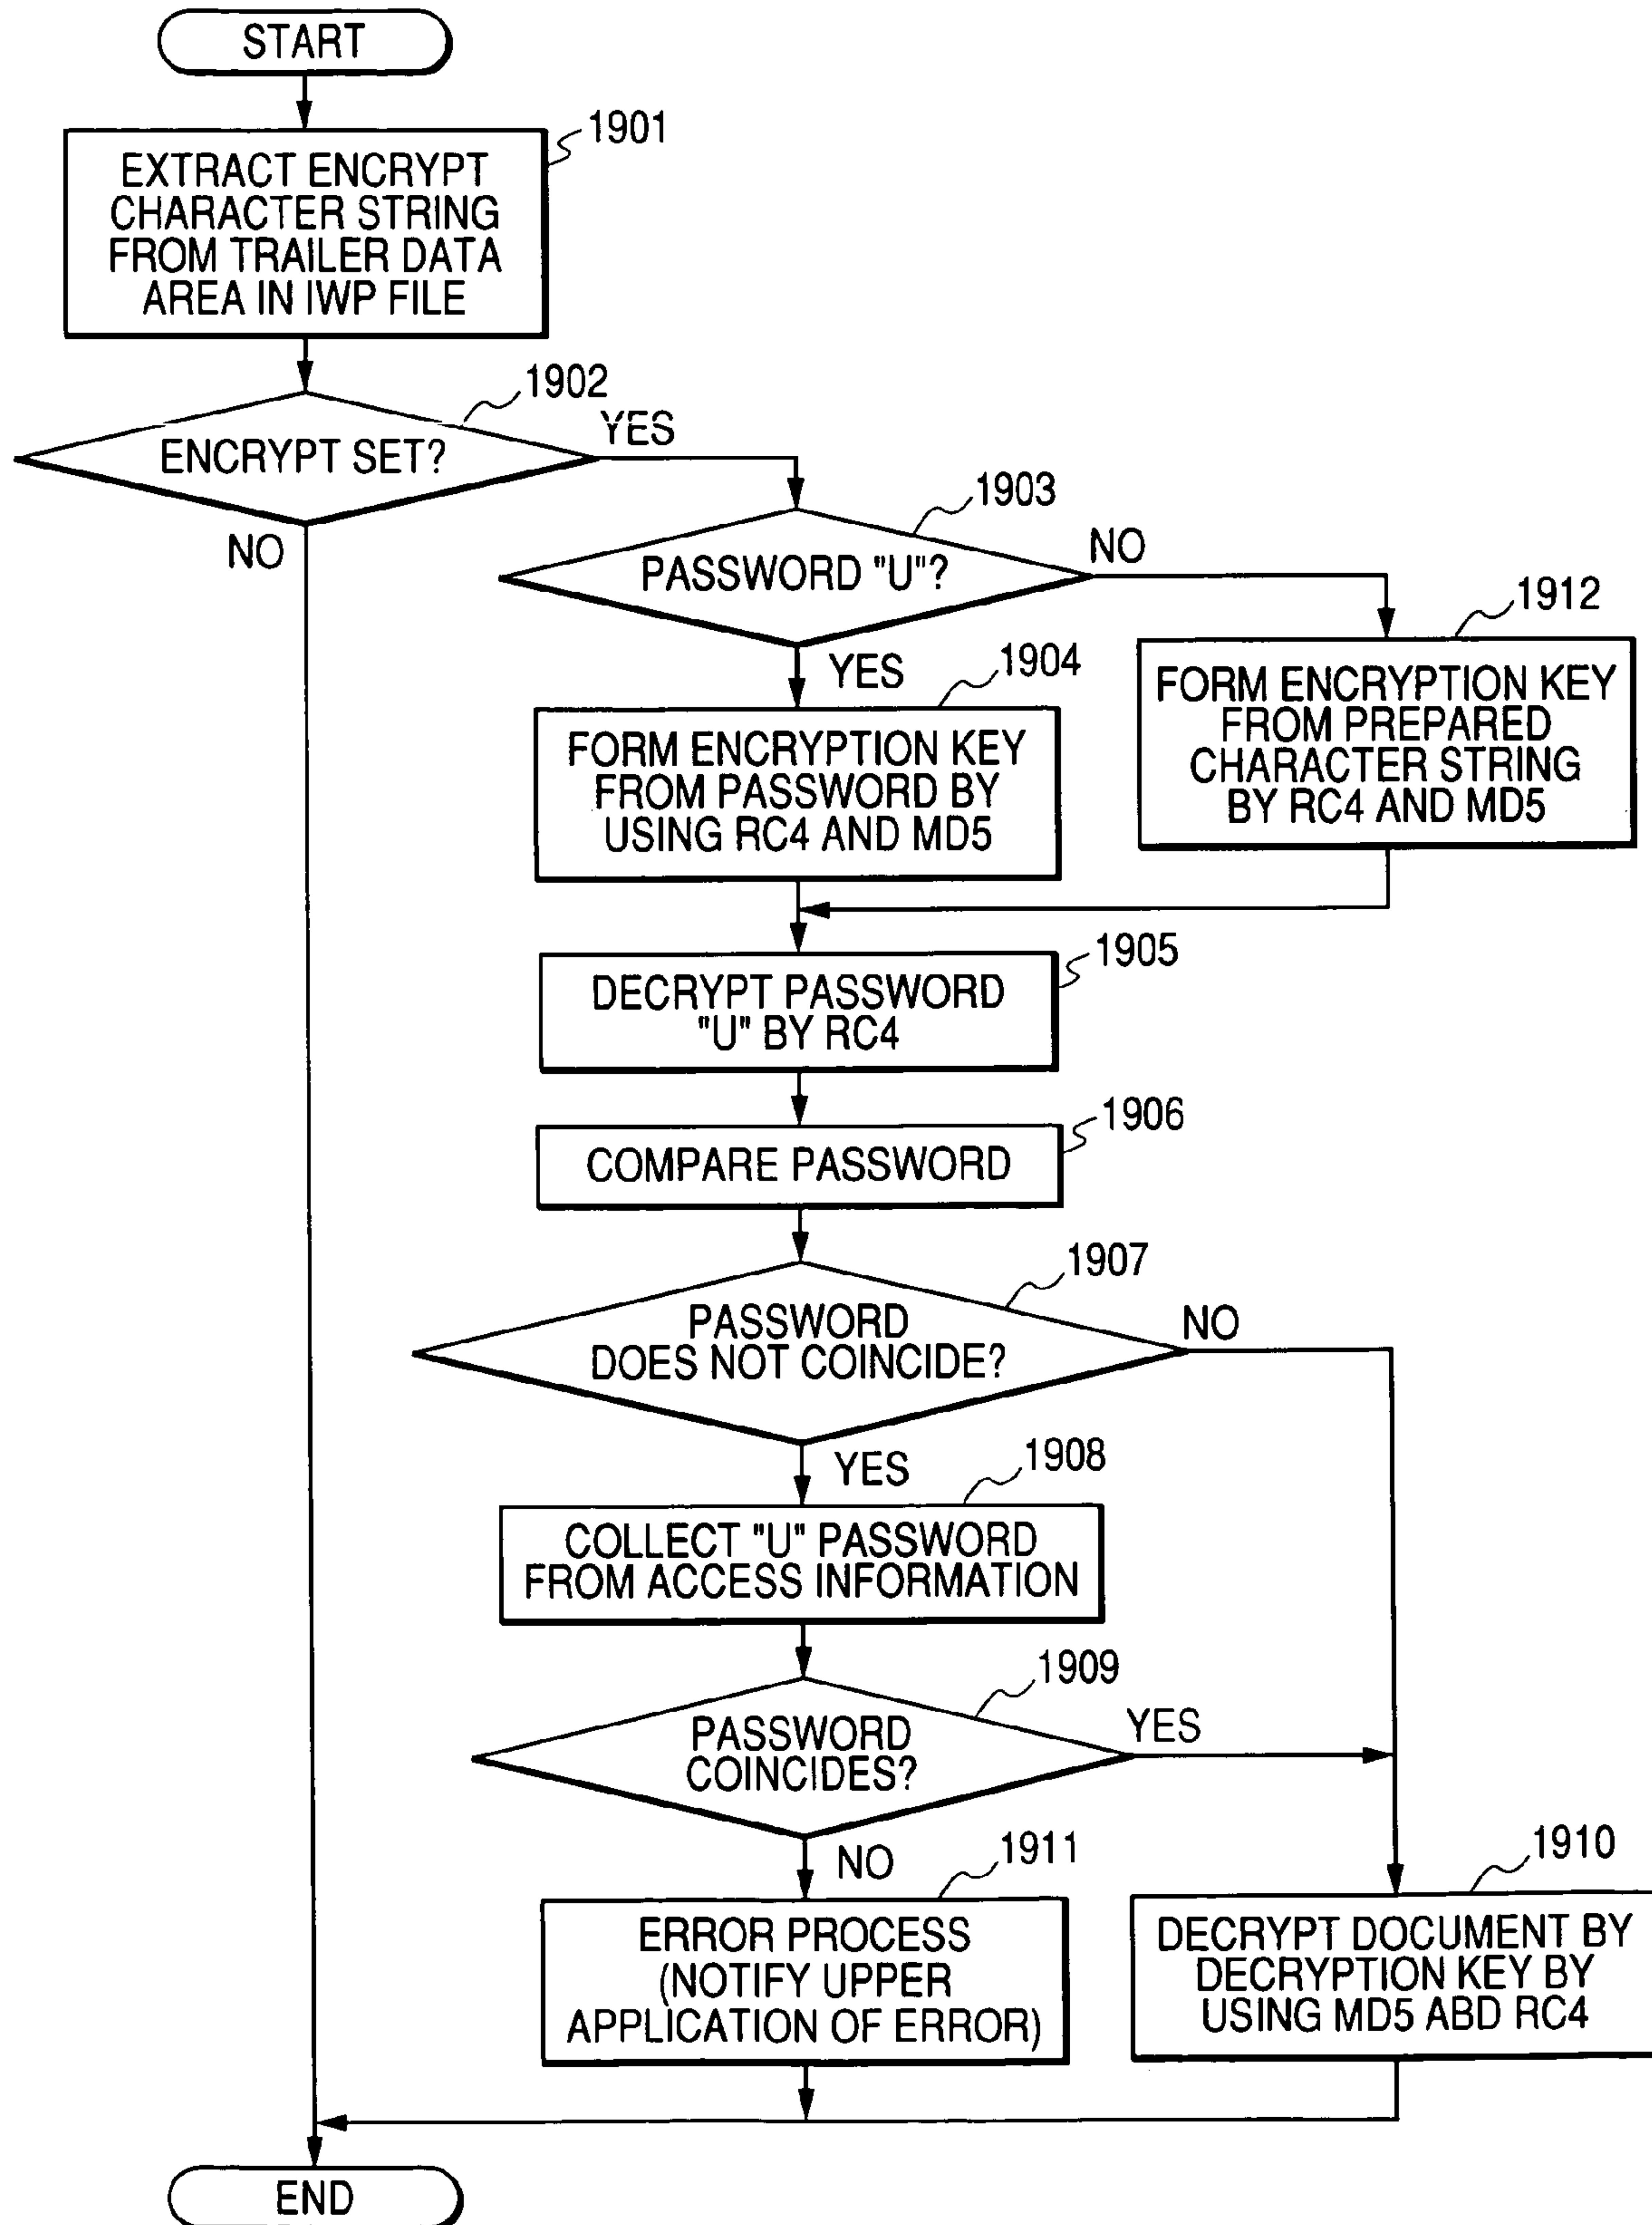 START
1901
EXTRACT ENCRYPT
CHARACTER STRING
FROM TRAILER DATA
AREA IN IWP FILE
1902
ENCRYPT SET?
YES
NO
1903
PASSWORD "U"?
NO
YES
1912
FORM ENCRYPTION KEY
FROM PREPARED
CHARACTER STRING
BY RC4 AND MD5
1904
FORM ENCRYPTION KEY
FROM PASSWORD BY
USING RC4 AND MD5
1905
DECRYPT PASSWORD
"U" BY RC4
1906
COMPARE PASSWORD
1907
PASSWORD
DOES NOT COINCIDE?
NO
YES
1908
COLLECT "U" PASSWORD
FROM ACCESS INFORMATION
1909
PASSWORD
COINCIDES?
YES
NO
1911
ERROR PROCESS
(NOTIFY UPPER
APPLICATION OF ERROR)
1910
DECRYPT DOCUMENT BY
DECRYPTION KEY BY
USING MD5 ABD RC4
END